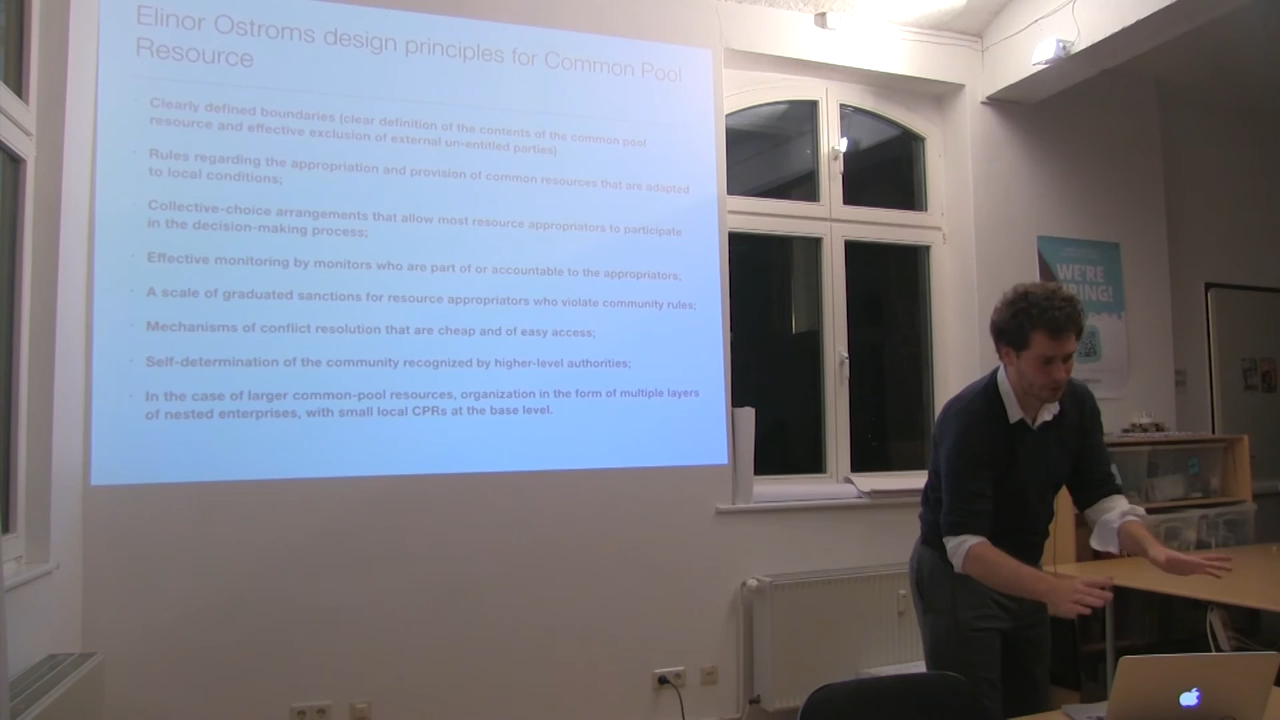 Elinor Ostroms design principles for Common Pool
Resource
Clearly defined boundaries (clear definition of the contents of the common pool
resource and effective exclusion of external un-entitled parties)
Rules regarding the appropriation and provision of common resources that are adapted
to local conditions;
Collective-choice arrangements that allow most resource appropriators to participate
in the decision-making process;
Effective monitoring by monitors who are part of or accountable to the appropriators;
A scale of graduated sanctions for resource appropriators who violate community rules;
Mechanisms of conflict resolution that are cheap and of easy access;
Self-determination of the community recognized by higher-level authorities;
In the case of larger common-pool resources, organization in the form of multiple layers
of nested enterprises, with small local CPRs at the base level.
WE'RE